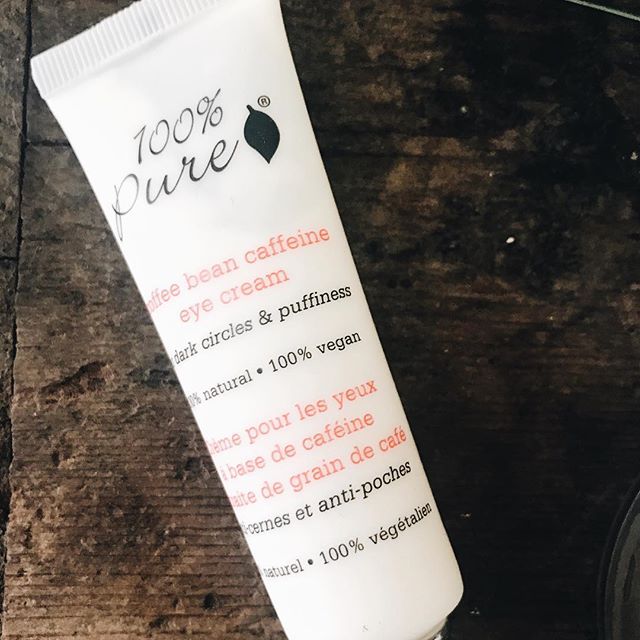 100%
Pure®
offee bean caffeine
eye cream
dark circles & puffiness
0% natural • 100% vegan
ème pour les yeux
à base de caféine
aite de grain de café
i-cernes et anti-poches
naturel • 100% végétalien